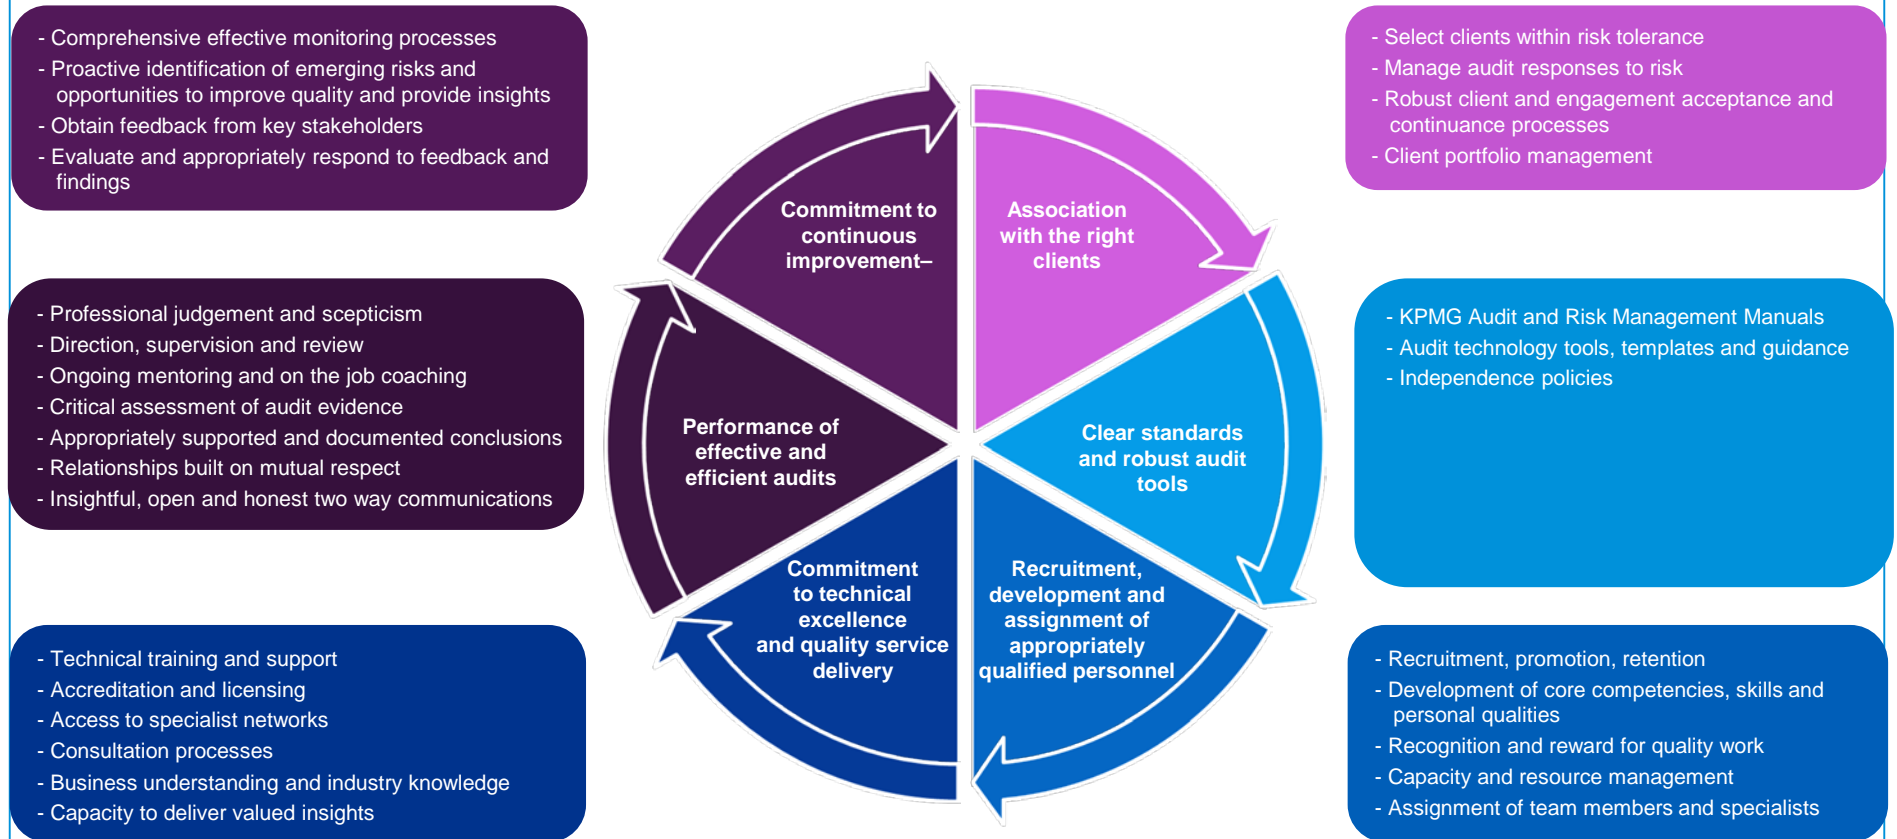 - Comprehensive effective monitoring processes
- Proactive identification of emerging risks and
opportunities to improve quality and provide insights
- Obtain feedback from key stakeholders
- Evaluate and appropriately respond to feedback and
findings
- Professional judgement and scepticism
- Direction, supervision and review
- Ongoing mentoring and on the job coaching
- Critical assessment of audit evidence
- Appropriately supported and documented conclusions
- Relationships built on mutual respect
- Insightful, open and honest two way communications
- Technical training and support
- Accreditation and licensing
- Access to specialist networks
- Consultation processes
- Business understanding and industry knowledge
- Capacity to deliver valued insights
Commitment to
continuous
improvement–
Association
with the right
clients
Performance of
effective and
efficient audits
Clear standards
and robust audit
tools
Commitment
to technical
excellence
and quality service
delivery
Recruitment,
development and
assignment of
appropriately
qualified personnel
- Select clients within risk tolerance
- Manage audit responses to risk
- Robust client and engagement acceptance and
continuance processes
- Client portfolio management
- KPMG Audit and Risk Management Manuals
- Audit technology tools, templates and guidance
- Independence policies
- Recruitment, promotion, retention
- Development of core competencies, skills and
personal qualities
- Recognition and reward for quality work
- Capacity and resource management
- Assignment of team members and specialists